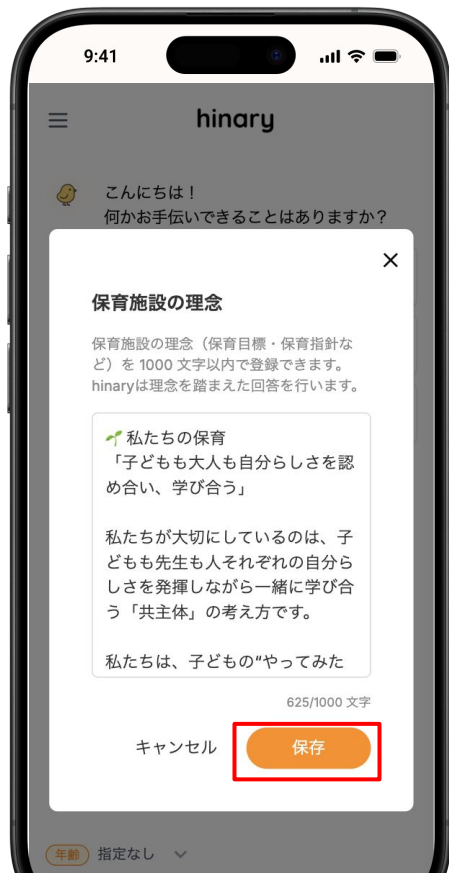 9:41
hinary
こんにちは！
何かお手伝いできることはありますか？
保育施設の理念
保育施設の理念（保育目標・保育指針な
ど）を 1000 文字以内で登録できます。
hinaryは理念を踏まえた回答を行います。
🌱 私たちの保育
「子どもも大人も自分らしさを認
め合い、学び合う」
私たちが大切にしているのは、子
どもも先生も人それぞれの自分ら
しさを発揮しながら一緒に学び合
う「共主体」の考え方です。
私たちは、子どもの“やってみた
625/1000 文字
キャンセル
保存
年齢 指定なし